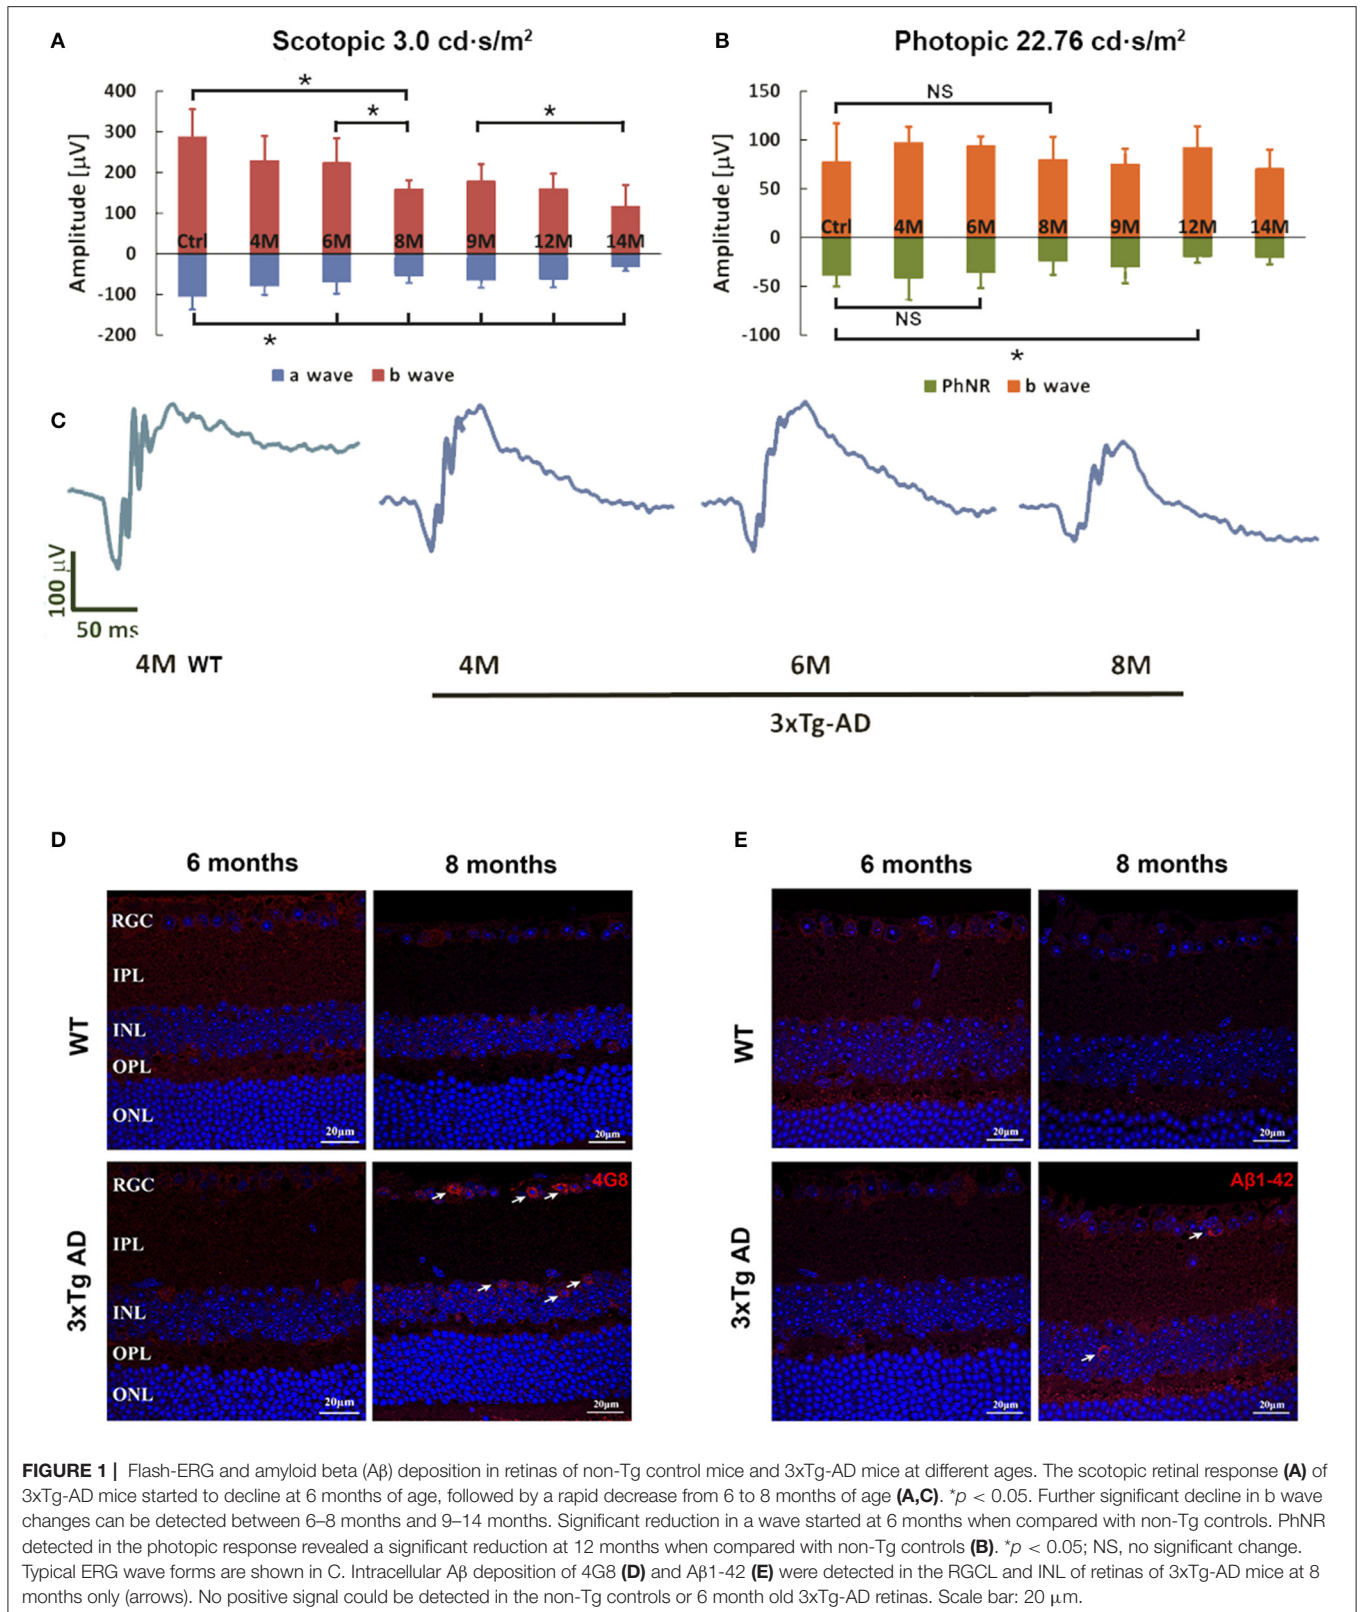 A
Scotopic 3.0 cd·s/m²
Amplitude [µV]
400
300
200
100
0
-100
-200
*
*
*
Ctrl 4M 6M 8M 9M 12M 14M
*
a wave b wave
B
Photopic 22.76 cd·s/m²
Amplitude [µV]
150
100
50
0
-50
-100
NS
Ctrl 4M 6M 8M 9M 12M 14M
NS
*
PhNR b wave
C
100 µV
50 ms
4M WT 4M 6M 8M
3xTg-AD
D
6 months 8 months
WT
RGC
IPL
INL
OPL
ONL
20µm 20µm
3xTg AD
RGC
IPL
INL
OPL
ONL
4G8
20µm 20µm
E
6 months 8 months
WT
20µm 20µm
3xTg AD
Aβ1-42
20µm 20µm
FIGURE 1 | Flash-ERG and amyloid beta (Aβ) deposition in retinas of non-Tg control mice and 3xTg-AD mice at different ages. The scotopic retinal response (A) of
3xTg-AD mice started to decline at 6 months of age, followed by a rapid decrease from 6 to 8 months of age (A,C). *p < 0.05. Further significant decline in b wave
changes can be detected between 6–8 months and 9–14 months. Significant reduction in a wave started at 6 months when compared with non-Tg controls. PhNR
detected in the photopic response revealed a significant reduction at 12 months when compared with non-Tg controls (B). *p < 0.05; NS, no significant change.
Typical ERG wave forms are shown in C. Intracellular Aβ deposition of 4G8 (D) and Aβ1-42 (E) were detected in the RGCL and INL of retinas of 3xTg-AD mice at 8
months only (arrows). No positive signal could be detected in the non-Tg controls or 6 month old 3xTg-AD retinas. Scale bar: 20 µm.